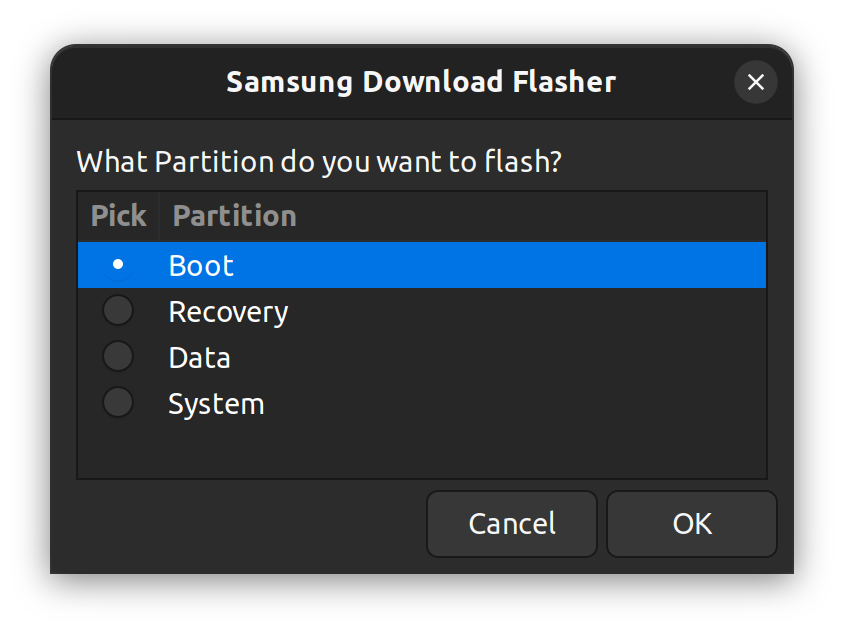 Samsung Download Flasher
What Partition do you want to flash?
Pick Partition
Boot
Recovery
Data
System
Cancel OK